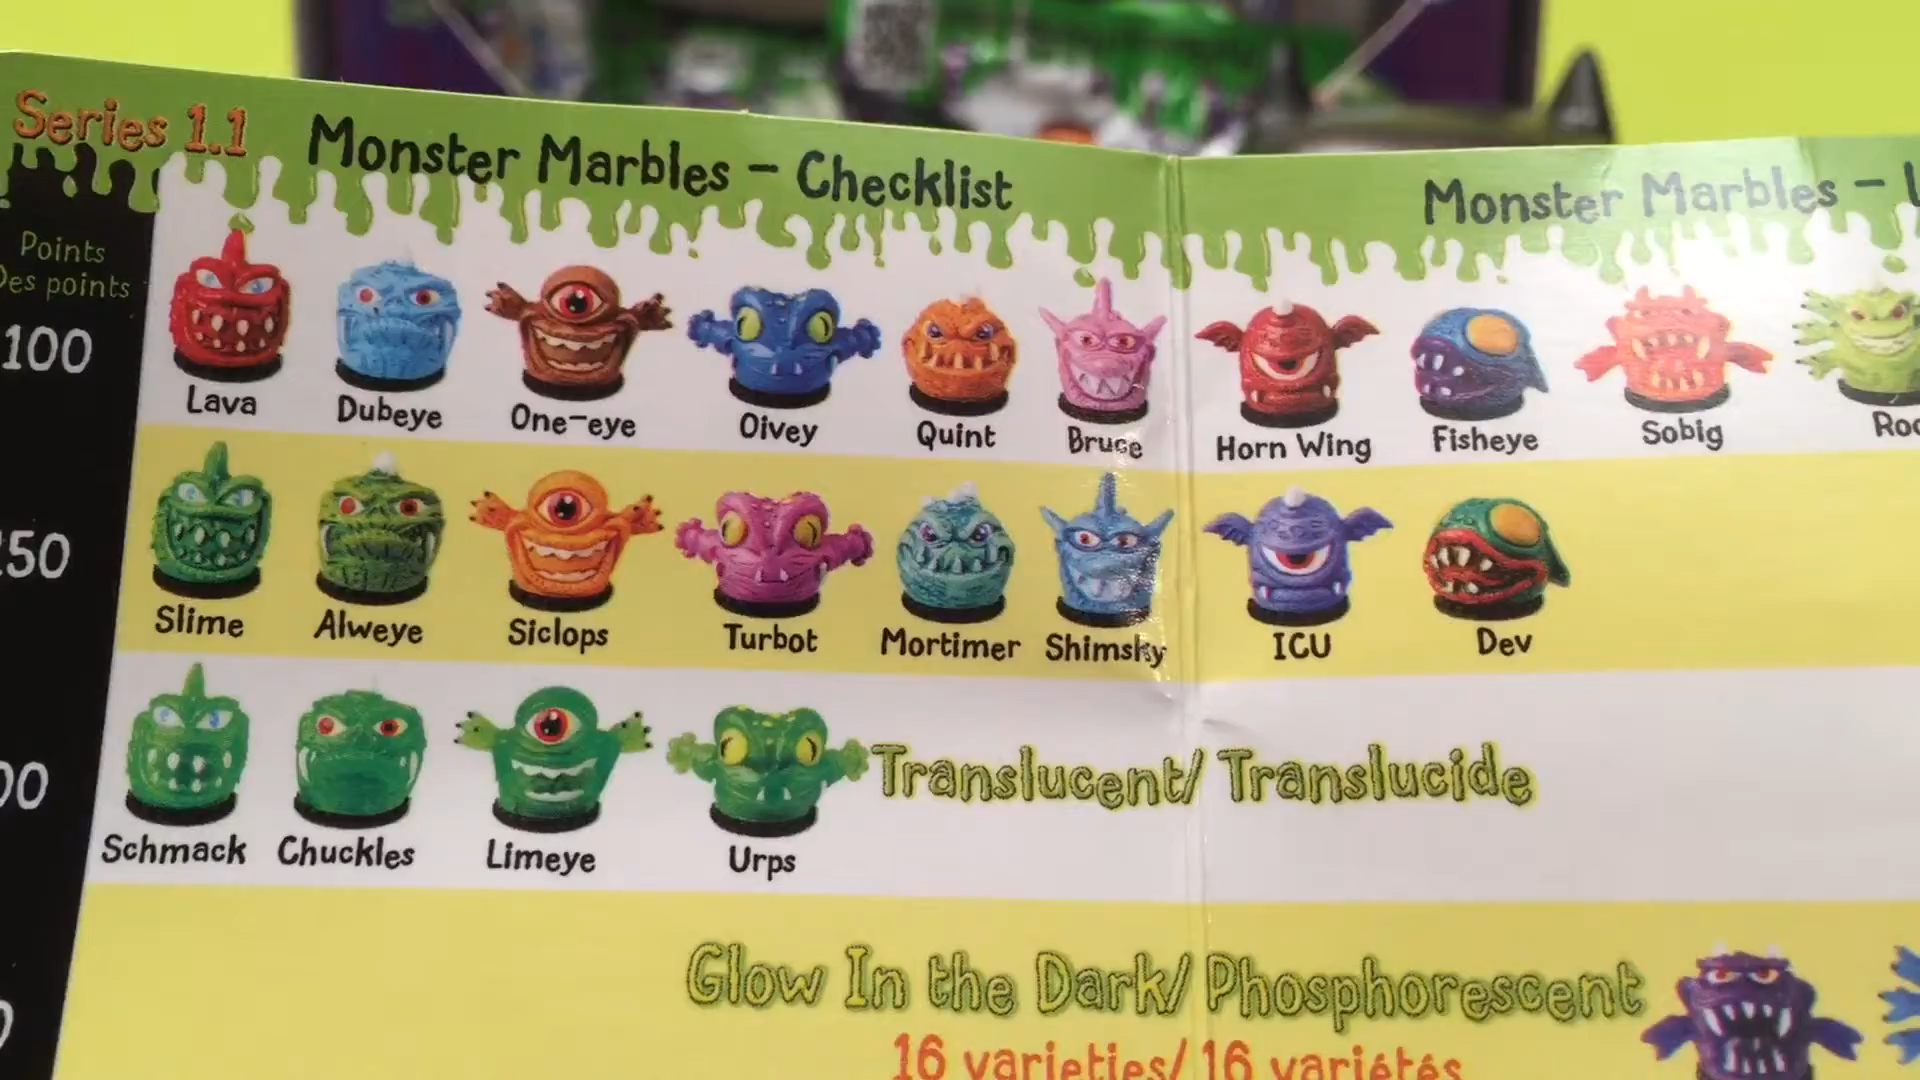 Series 1.1
Monster Marbles – Checklist
Monster Marbles –
Points
Des points
100
Lava Dubeye One-eye Oivey Quint Bruce Horn Wing Fisheye Sobig
Slime Alweye Siclops Turbot Mortimer Shimsky ICU Dev
Schmack Chuckles Limeye Urps
Translucent/ Translucide
Glow In the Dark/ Phosphorescent
16 varieties/ 16 variétés